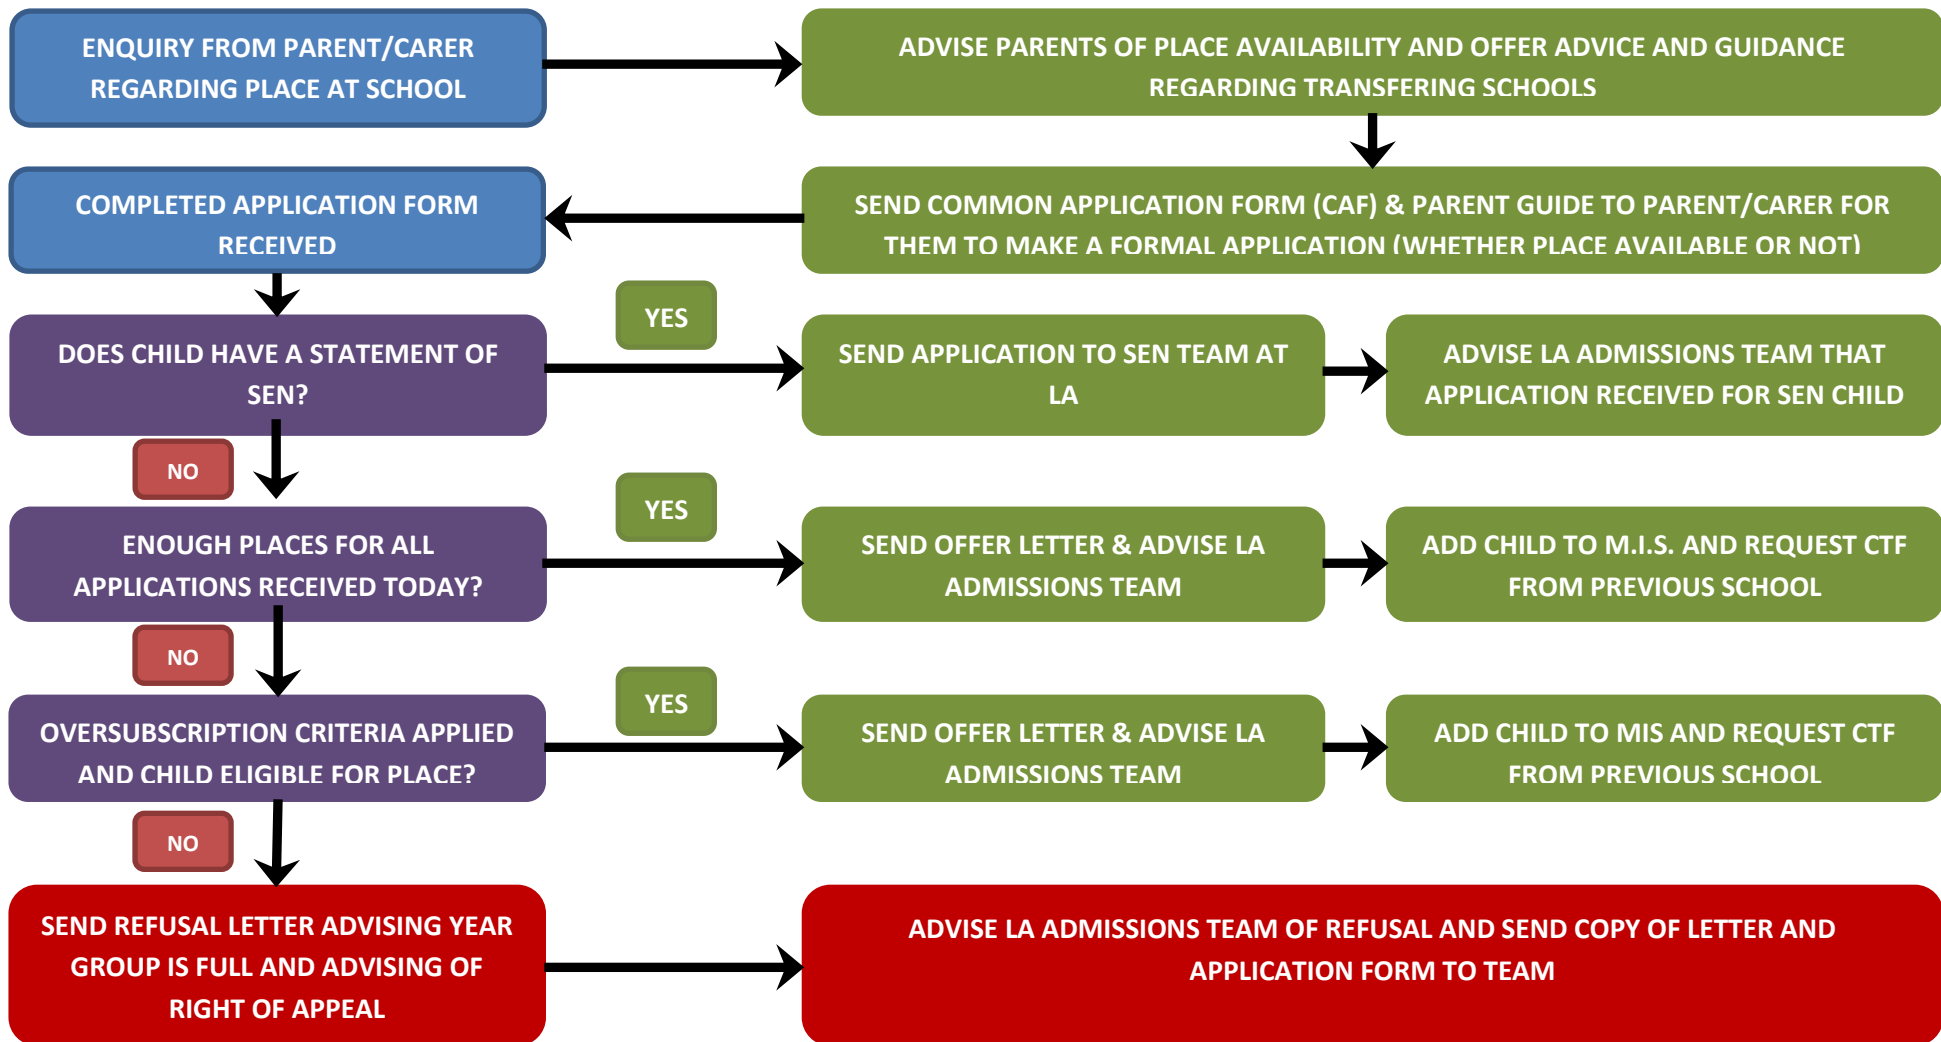 ENQUIRY FROM PARENT/CARER
REGARDING PLACE AT SCHOOL
ADVISE PARENTS OF PLACE AVAILABILITY AND OFFER ADVICE AND GUIDANCE
REGARDING TRANSFERING SCHOOLS
SEND COMMON APPLICATION FORM (CAF) & PARENT GUIDE TO PARENT/CARER FOR
THEM TO MAKE A FORMAL APPLICATION (WHETHER PLACE AVAILABLE OR NOT)
COMPLETED APPLICATION FORM
RECEIVED
DOES CHILD HAVE A STATEMENT OF
SEN?
YES
SEND APPLICATION TO SEN TEAM AT
LA
ADVISE LA ADMISSIONS TEAM THAT
APPLICATION RECEIVED FOR SEN CHILD
NO
ENOUGH PLACES FOR ALL
APPLICATIONS RECEIVED TODAY?
YES
SEND OFFER LETTER & ADVISE LA
ADMISSIONS TEAM
ADD CHILD TO M.I.S. AND REQUEST CTF
FROM PREVIOUS SCHOOL
NO
OVERSUBSCRIPTION CRITERIA APPLIED
AND CHILD ELIGIBLE FOR PLACE?
YES
SEND OFFER LETTER & ADVISE LA
ADMISSIONS TEAM
ADD CHILD TO MIS AND REQUEST CTF
FROM PREVIOUS SCHOOL
NO
SEND REFUSAL LETTER ADVISING YEAR
GROUP IS FULL AND ADVISING OF
RIGHT OF APPEAL
ADVISE LA ADMISSIONS TEAM OF REFUSAL AND SEND COPY OF LETTER AND
APPLICATION FORM TO TEAM